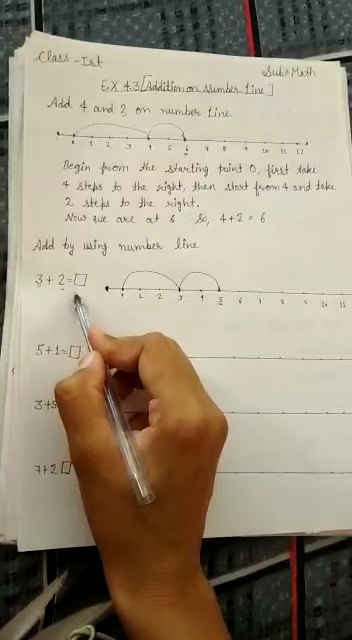 Class - Ist
Sub:- Math
EX 4.3 [Addition on Number Line]
Add 4 and 2 on number line
0 1 2 3 4 5 6 7 8 9 10 11 12
Begin from the starting point 0, first take
4 steps to the right, then start from 4 and take
2 steps to the right.
Now we are at 6 so, 4+2 = 6
Add by using number line
3 + 2 = □
0 1 2 3 4 5 6 7 8 9 10 11
5+1=□
3+5
7+2 □